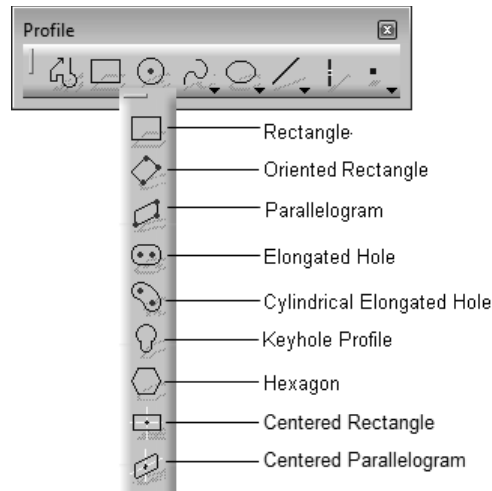 Profile
Rectangle
Oriented Rectangle
Parallelogram
Elongated Hole
Cylindrical Elongated Hole
Keyhole Profile
Hexagon
Centered Rectangle
Centered Parallelogram